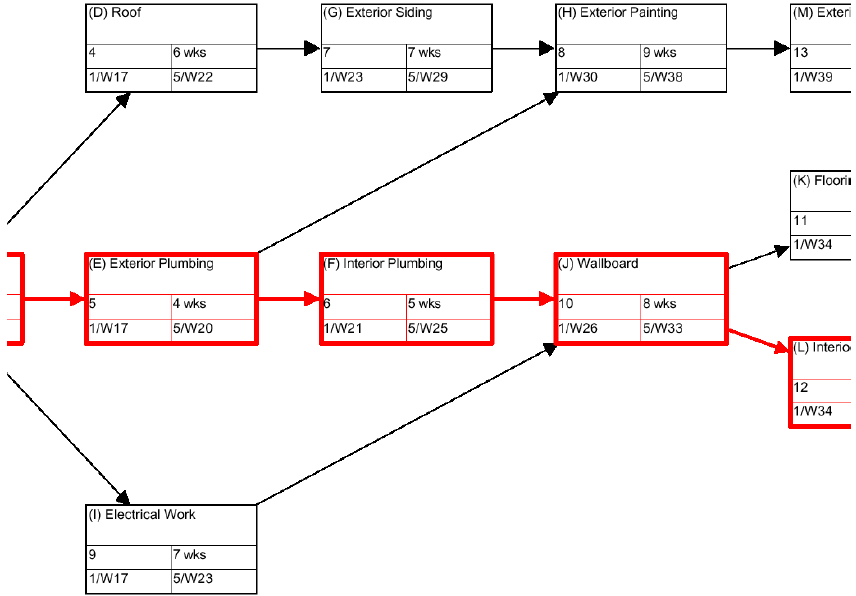 (D) Roof
4 6 wks
1/W17 5/W22
(G) Exterior Siding
7 7 wks
1/W23 5/W29
(H) Exterior Painting
8 9 wks
1/W30 5/W38
(M) Exteri
13
1/W39
(K) Floorin
11
1/W34
(E) Exterior Plumbing
5 4 wks
1/W17 5/W20
(F) Interior Plumbing
6 5 wks
1/W21 5/W25
(J) Wallboard
10 8 wks
1/W26 5/W33
(L) Interio
12
1/W34
(I) Electrical Work
9 7 wks
1/W17 5/W23